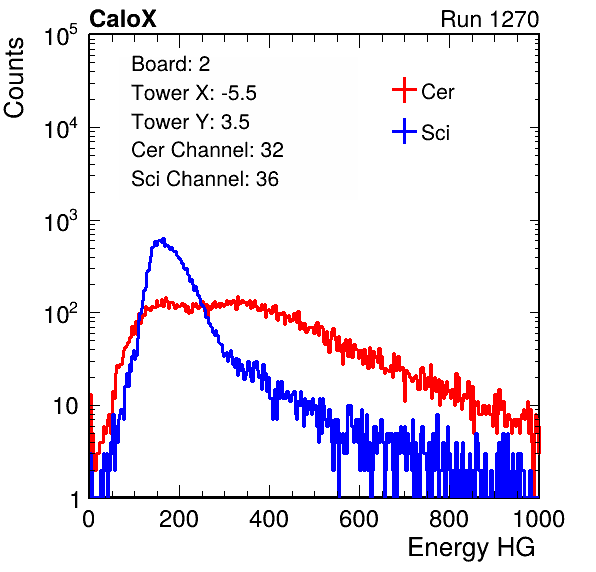 CaloX Run 1270
Counts
10^5
10^4
10^3
10^2
10
1
Board: 2
Tower X: -5.5
Tower Y: 3.5
Cer Channel: 32
Sci Channel: 36
Cer
Sci
0 200 400 600 800 1000
Energy HG